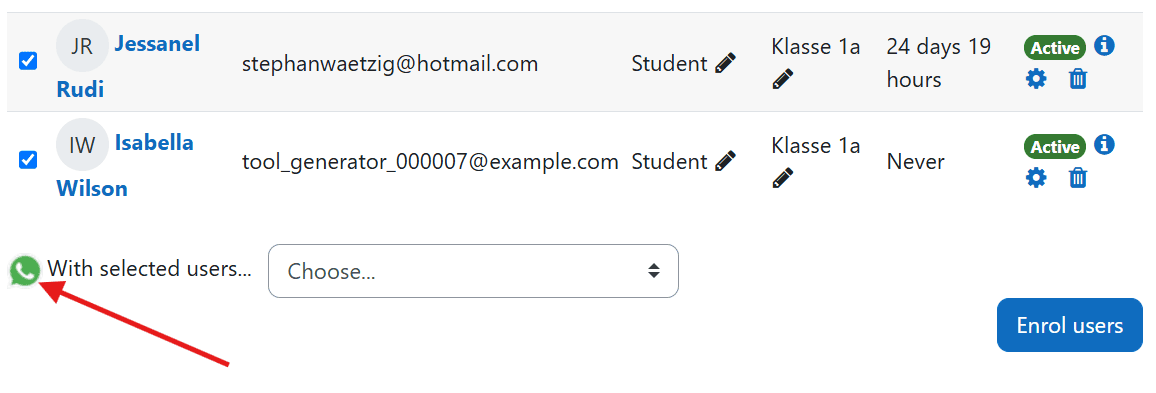 JR Jessanel Rudi
stephanwaetzig@hotmail.com
Student
Klasse 1a
24 days 19 hours
Active
IW Isabella Wilson
tool_generator_000007@example.com
Student
Klasse 1a
Never
Active
With selected users...
Choose...
Enrol users